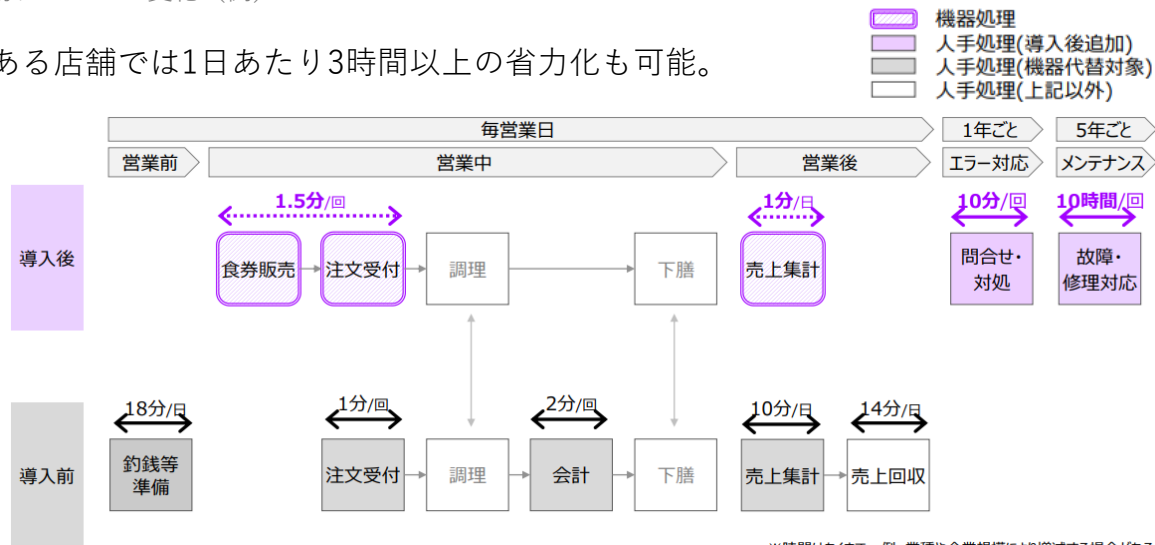 ある店舗では1日あたり3時間以上の省力化も可能。
機器処理
人手処理(導入後追加)
人手処理(機器代替対象)
人手処理(上記以外)
毎営業日
1年ごと
5年ごと
営業前
営業中
営業後
エラー対応
メンテナンス
導入後
1.5分/回
1分/日
10分/回
10時間/回
食券販売
注文受付
調理
下膳
売上集計
問合せ・
対処
故障・
修理対応
導入前
18分/日
1分/回
2分/回
10分/日
14分/日
釣銭等
準備
注文受付
調理
会計
下膳
売上集計
売上回収